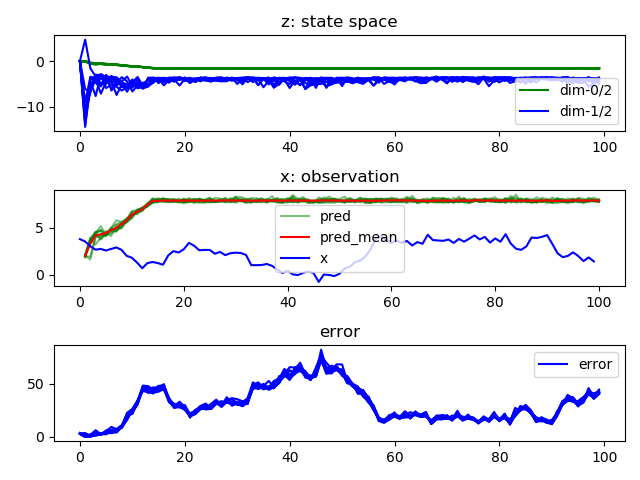 z: state space
0
−10
dim-0/2
dim-1/2
0
20
40
60
80
100
x: observation
5
0
pred
pred_mean
x
0
20
40
60
80
100
error
50
0
error
0
20
40
60
80
100